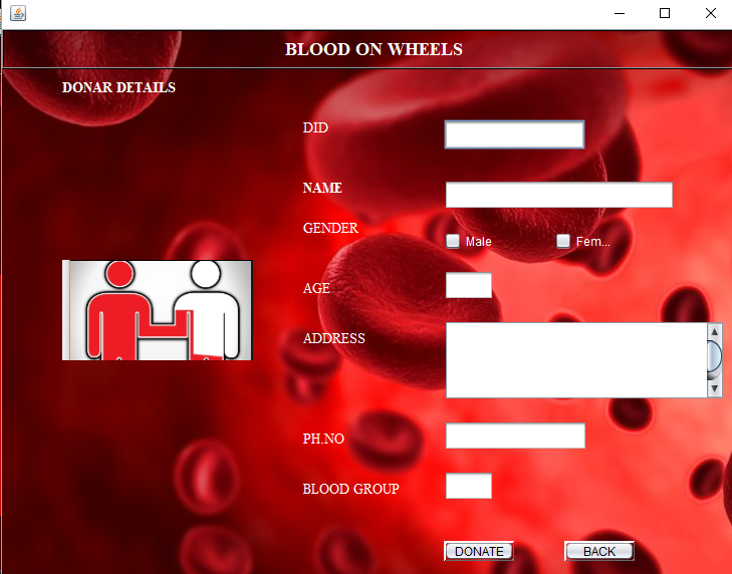 BLOOD ON WHEELS
DONAR DETAILS
DID
NAME
GENDER
Male Fem...
AGE
ADDRESS
PH.NO
BLOOD GROUP
DONATE BACK